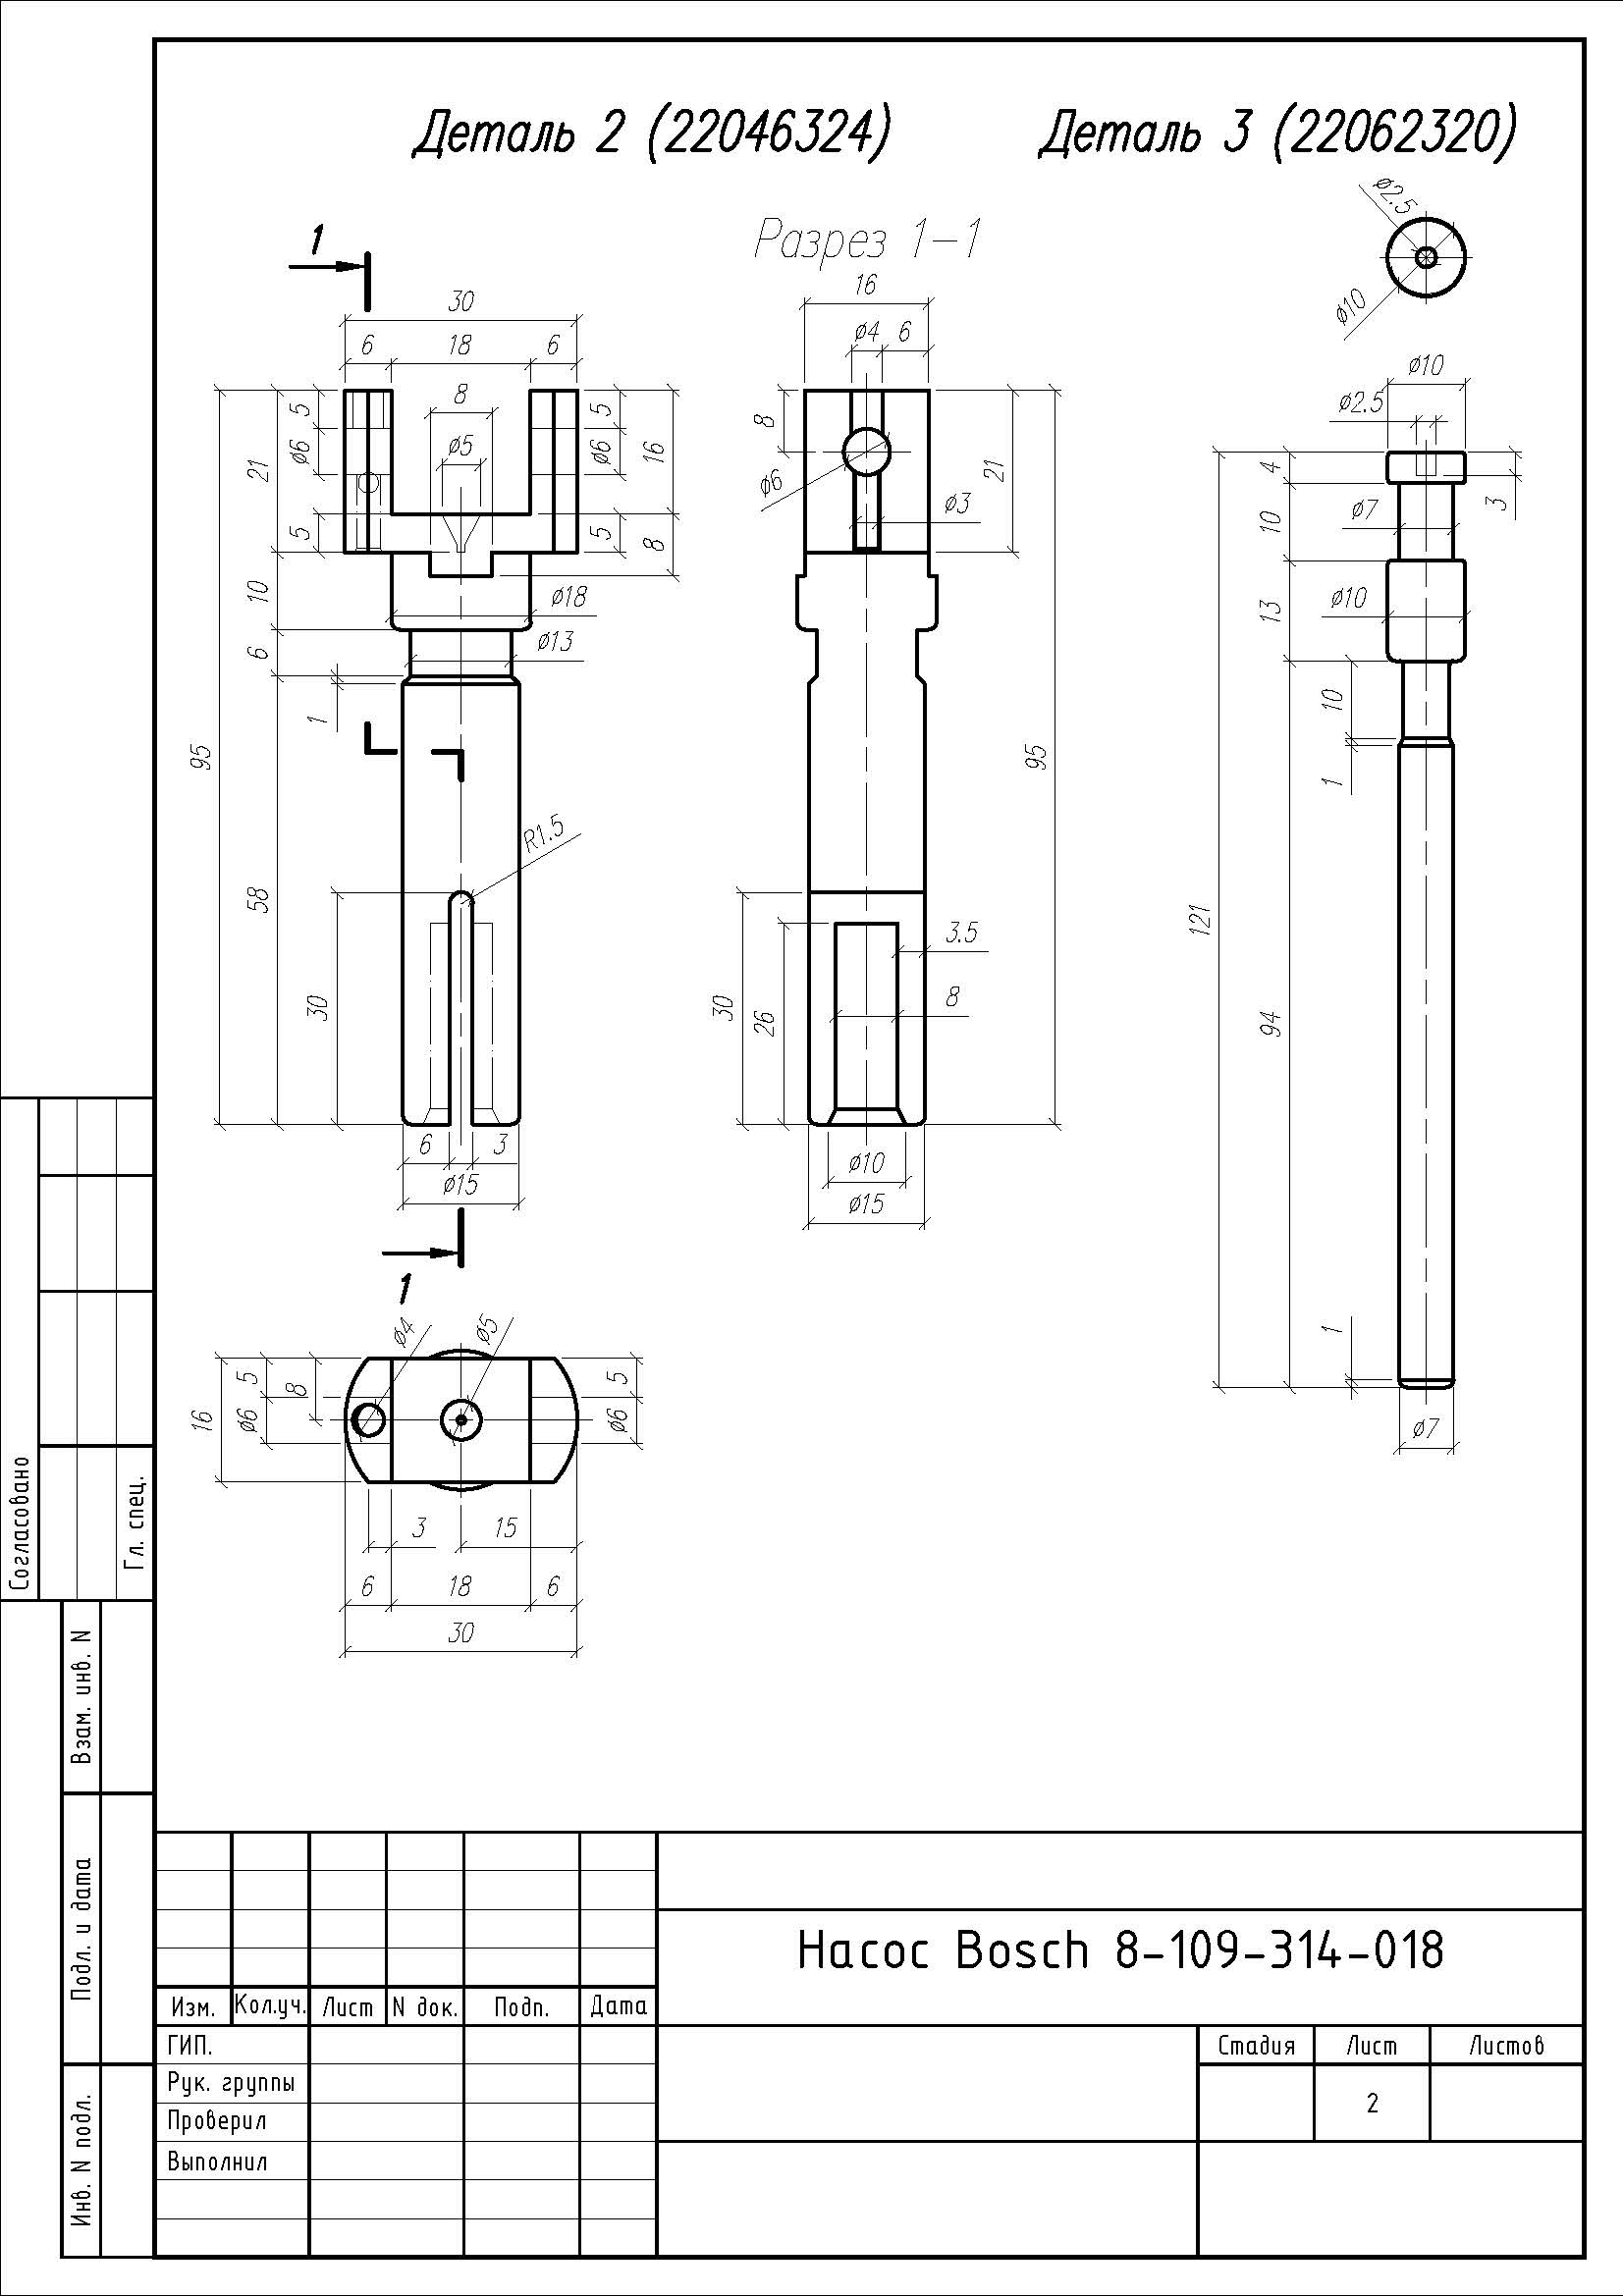 Деталь 2 (22046324)
Деталь 3 (22062320)
1
Разрез 1-1
30
6
18
6
8
ø5
5
ø6
21
5
10
6
1
95
58
30
5
ø6
16
5
8
ø18
ø13
R1.5
6
3
ø15
1
16
ø4
6
8
ø6
21
ø3
95
30
26
3.5
8
ø10
ø15
ø2.5
ø10
ø10
ø2.5
4
3
ø7
10
ø10
13
10
1
121
94
1
ø7
ø4
ø5
16
5
ø6
8
5
ø6
3
15
6
18
6
30
Согласовано
Гл. спец.
Взам. инв. N
Подл. и дата
Инв. N подл.
Насос Bosch 8-109-314-018
Изм.
Кол.уч.
Лист
N док.
Подп.
Дата
ГИП.
Рук. группы
Проверил
Выполнил
Стадия
Лист
Листов
2